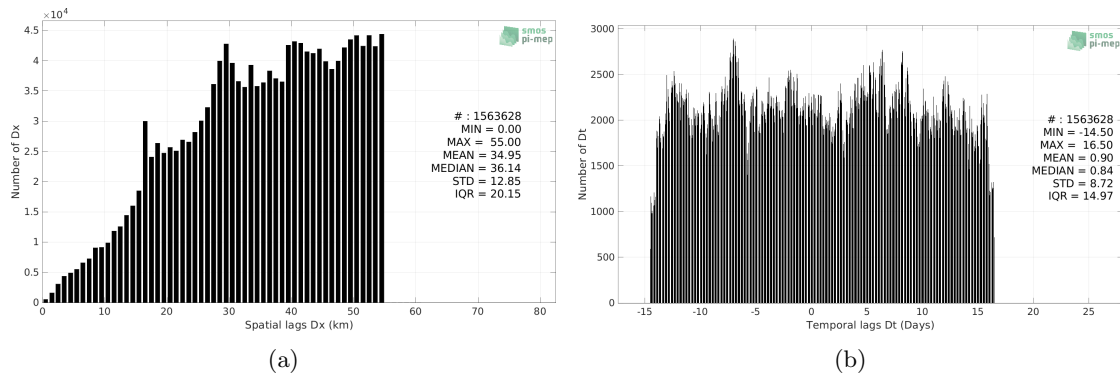 ×10⁴
4.5
4
3.5
3
2.5
2
1.5
1
0.5
0
Number of Dx
0 10 20 30 40 50 60 70 80
Spatial lags Dx (km)
smos
pi-mep
# : 1563628
MIN = 0.00
MAX = 55.00
MEAN = 34.95
MEDIAN = 36.14
STD = 12.85
IQR = 20.15
(a)
3000
2500
2000
1500
1000
500
0
Number of Dt
-15 -10 -5 0 5 10 15 20 25
Temporal lags Dt (Days)
smos
pi-mep
# : 1563628
MIN = -14.50
MAX = 16.50
MEAN = 0.90
MEDIAN = 0.84
STD = 8.72
IQR = 14.97
(b)